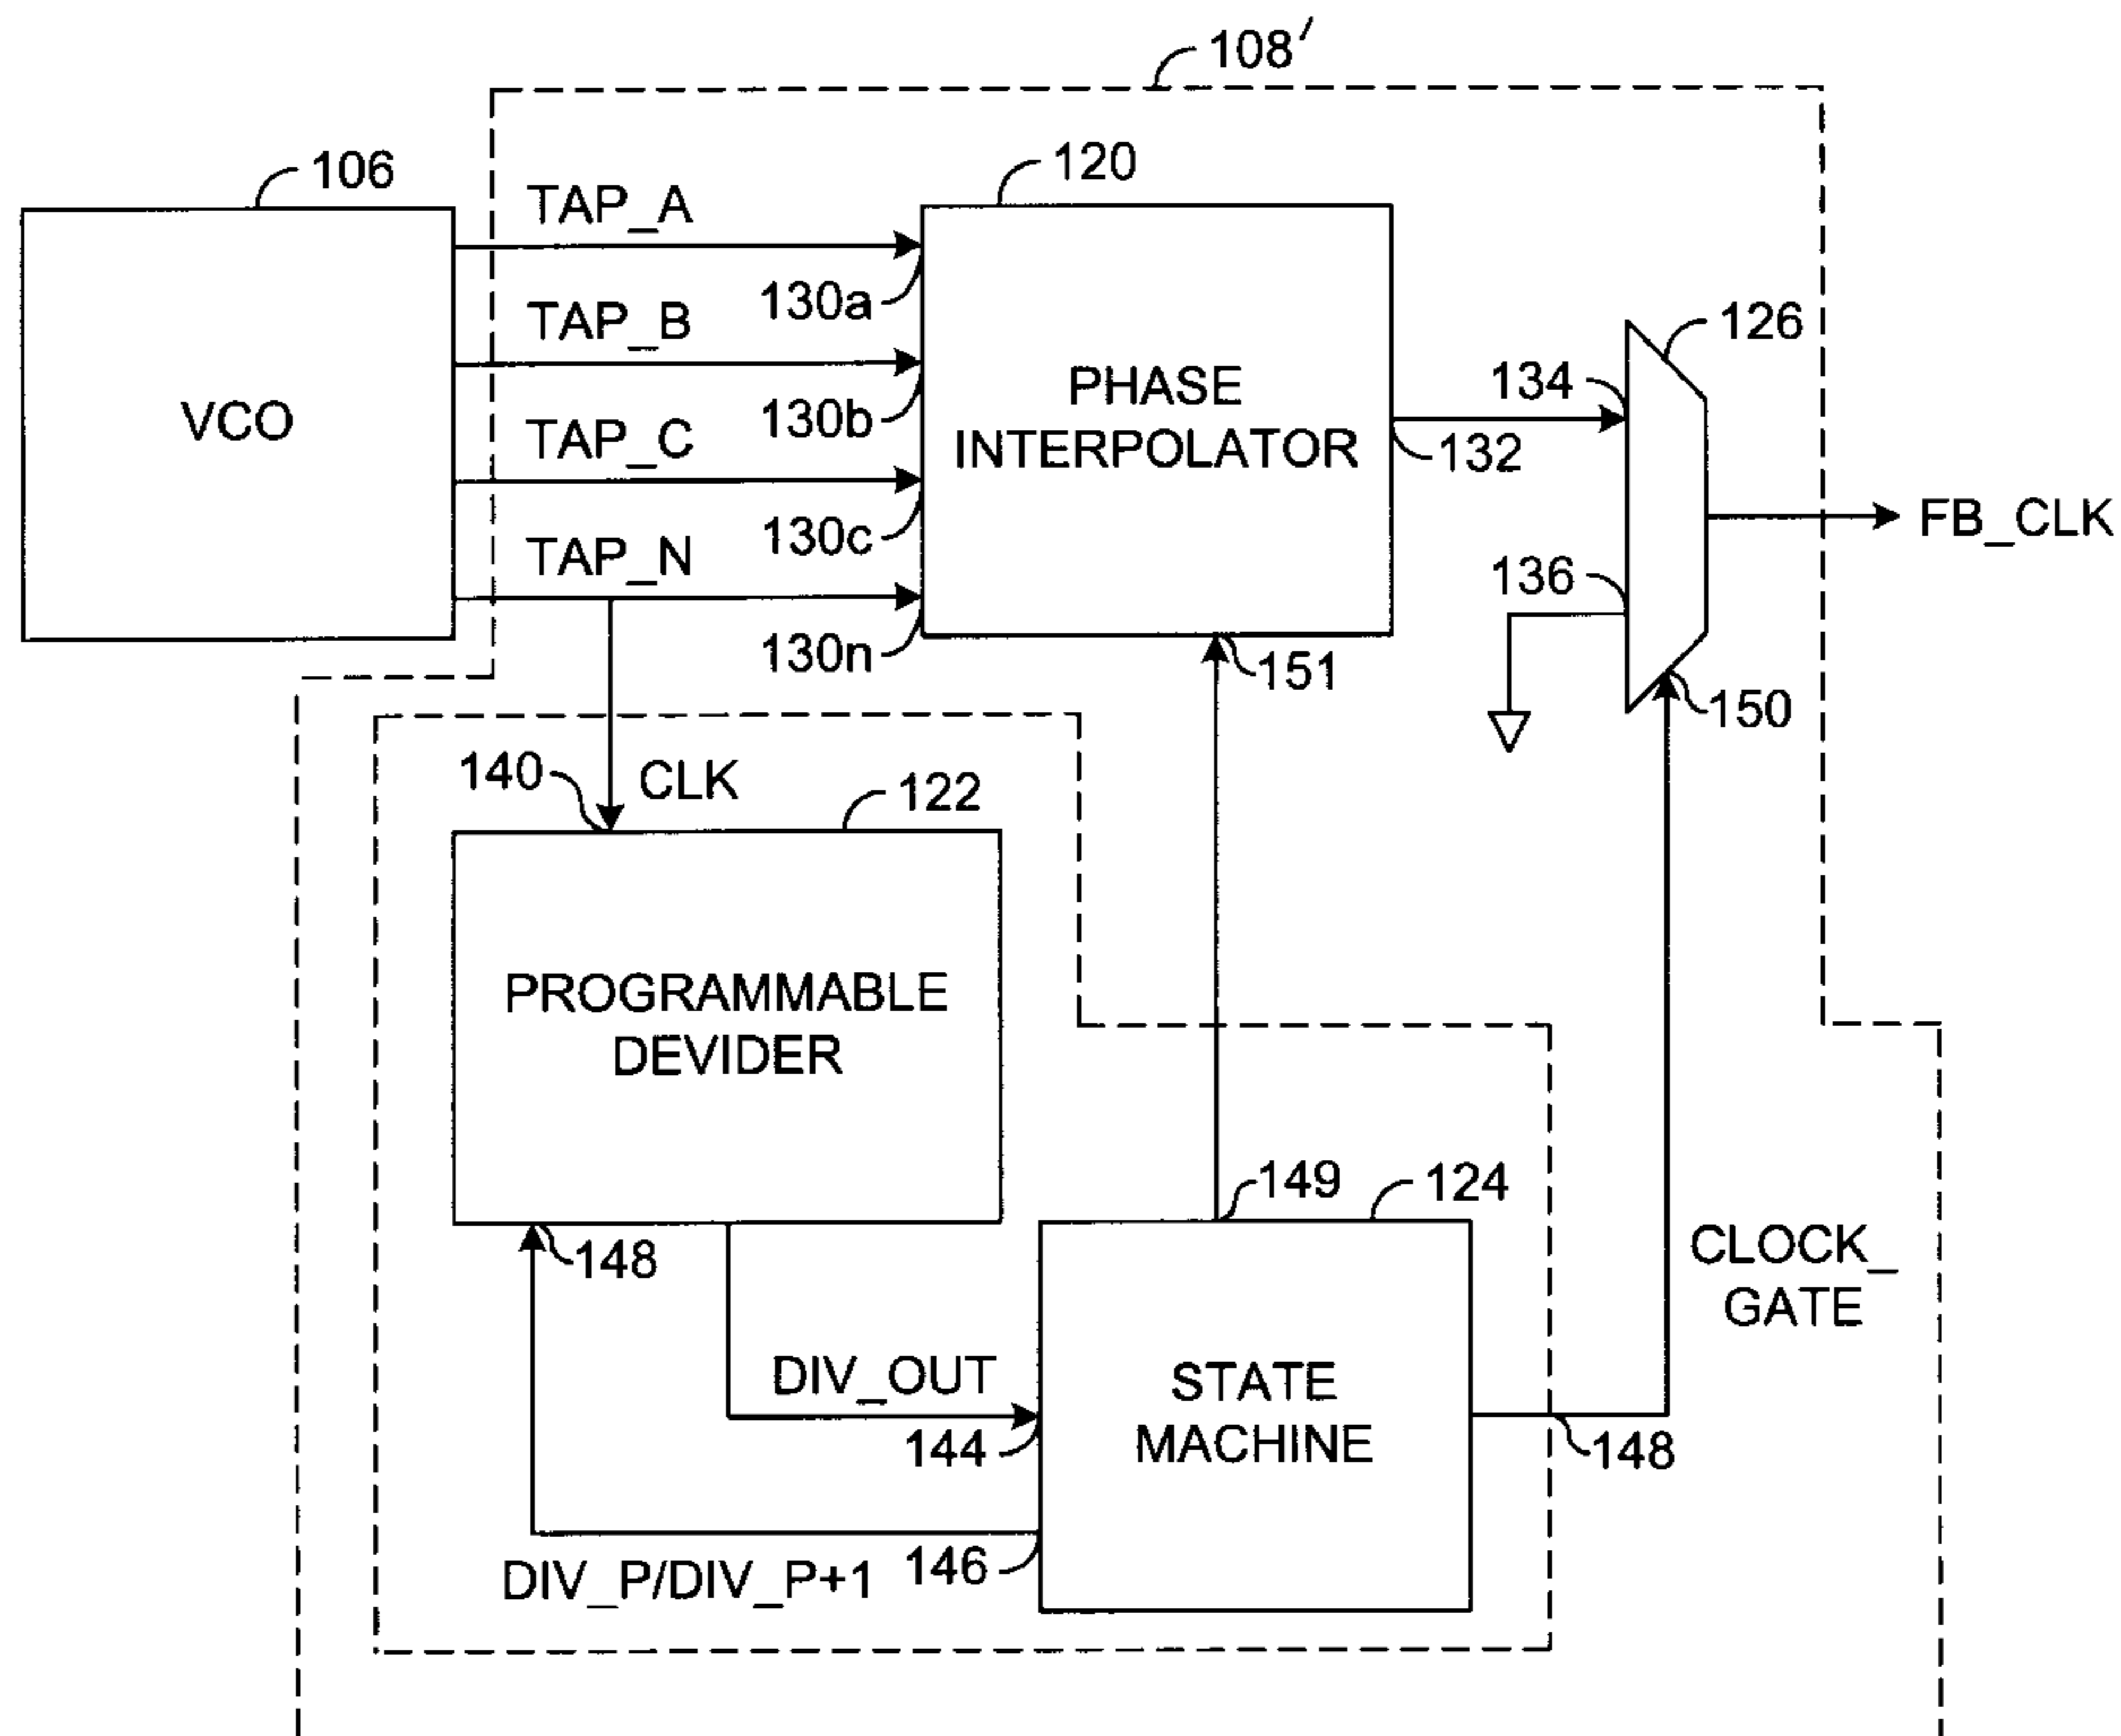 108'
106
120
TAP_A
130a
126
TAP_B
PHASE
INTERPOLATOR
134
VCO
130b
132
TAP_C
130c
FB_CLK
TAP_N
136
130n
151
150
140
CLK
122
PROGRAMMABLE
DEVIDER
149
124
148
CLOCK_
GATE
DIV_OUT
STATE
MACHINE
144
148
146
DIV_P/DIV_P+1